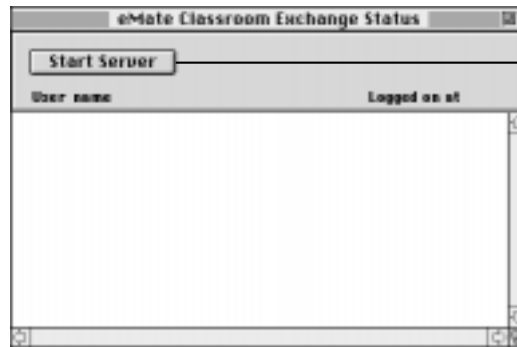 eMate Classroom Exchange Status
Start Server
User name Logged on at